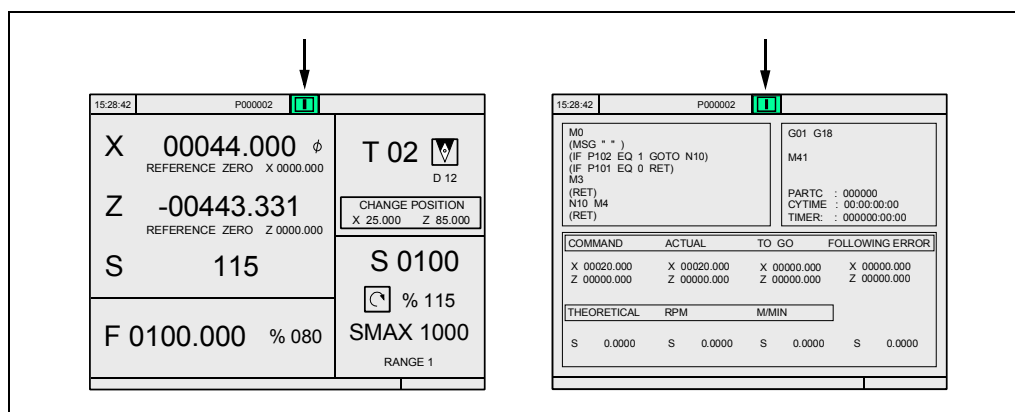 15:28:42 P000002
X 00044.000 ϕ
REFERENCE ZERO X 0000.000
Z -00443.331
REFERENCE ZERO Z 0000.000
S 115
F 0100.000 % 080
T 02
D 12
CHANGE POSITION
X 25.000 Z 85.000
S 0100
% 115
SMAX 1000
RANGE 1
15:28:42 P000002
M0
(MSG " " )
(IF P102 EQ 1 GOTO N10)
(IF P101 EQ 0 RET)
M3
(RET)
N10 M4
(RET)
G01 G18
M41
PARTC : 000000
CYTIME : 00:00:00:00
TIMER: : 000000:00:00
COMMAND ACTUAL TO GO FOLLOWING ERROR
X 00020.000 X 00020.000 X 00000.000 X 00000.000
Z 00000.000 Z 00000.000 Z 00000.000 Z 00000.000
THEORETICAL RPM M/MIN
S 0.0000 S 0.0000 S 0.0000 S 0.0000